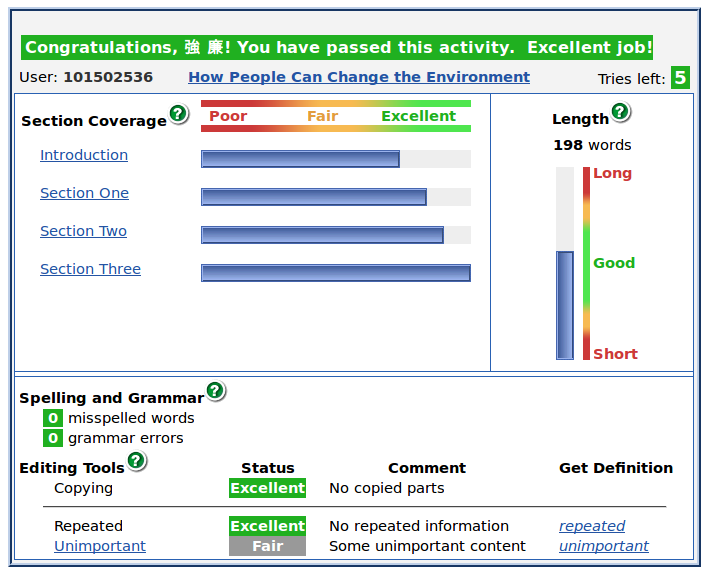 Congratulations, 強 廉! You have passed this activity.  Excellent job!
User: 101502536 How People Can Change the Environment Tries left: 5
Section Coverage ?
Poor Fair Excellent
Introduction
Section One
Section Two
Section Three
Length ?
198 words
Long
Good
Short
Spelling and Grammar ?
0 misspelled words
0 grammar errors
Editing Tools ? Status Comment Get Definition
Copying Excellent No copied parts
Repeated Excellent No repeated information repeated
Unimportant Fair Some unimportant content unimportant